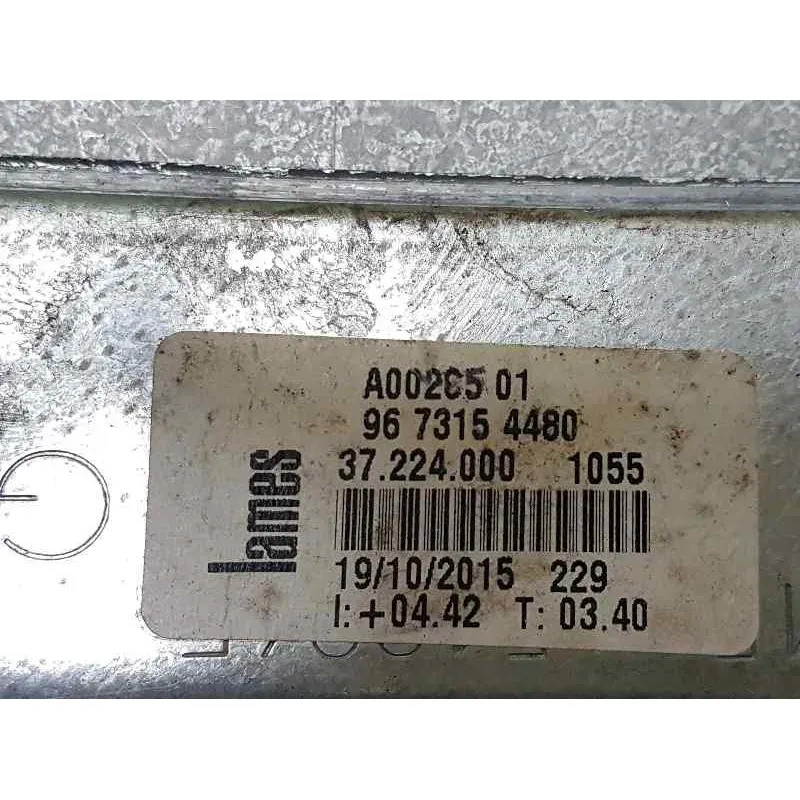 A002C5 01
96 7315 4480
37.224.000 1055
lames
19/10/2015 229
I: +04.42 T: 03.40